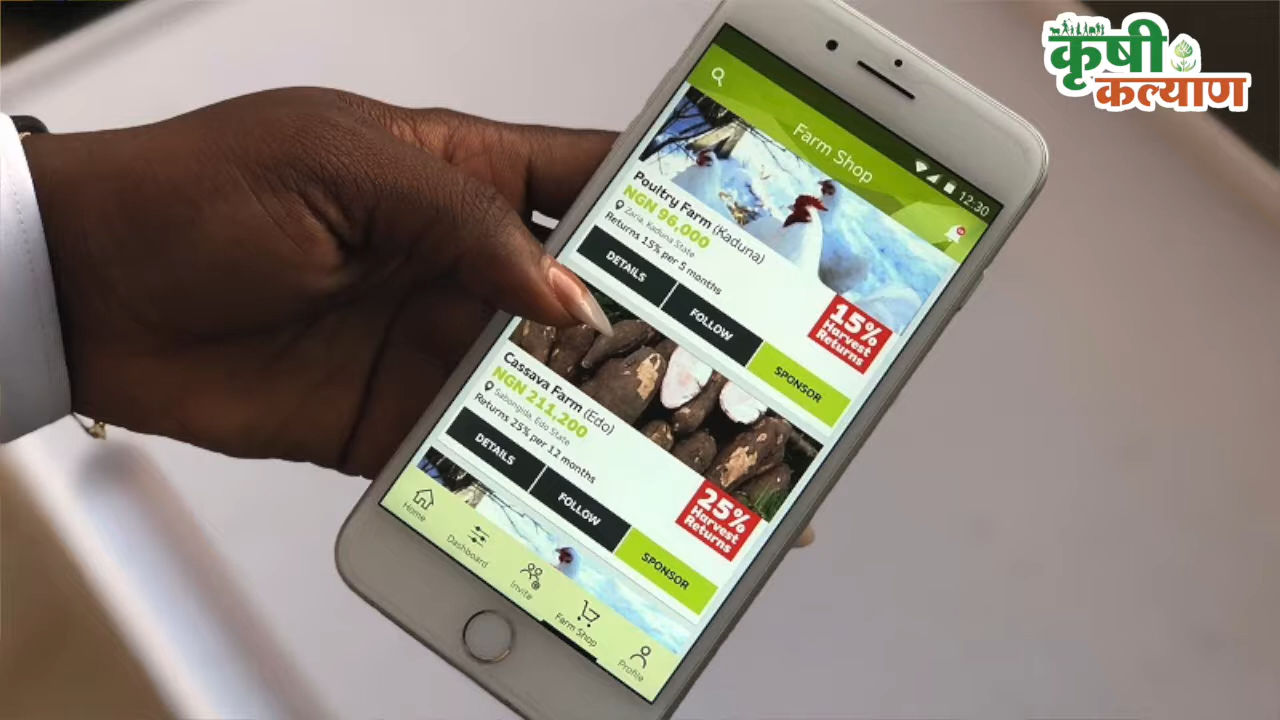 कृषी
कल्याण
12:30
Farm Shop
Poultry Farm (Kaduna)
NGN 96,000
Zaria, Kaduna State
Returns 15% per 5 months
DETAILS
FOLLOW
SPONSOR
15%
Harvest
Returns
Cassava Farm (Edo)
NGN 211,200
Sabongida, Edo State
Returns 25% per 12 months
DETAILS
FOLLOW
SPONSOR
25%
Harvest
Returns
Home
Dashboard
Invite
Farm Shop
Profile